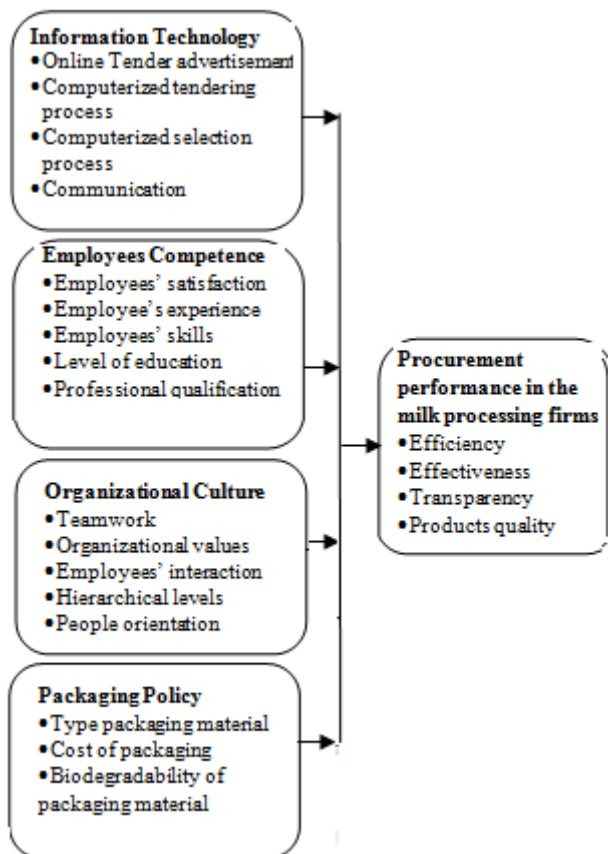 Information Technology
•Online Tender advertisement
•Computerized tendering
process
•Computerized selection
process
•Communication
Employees Competence
•Employees’ satisfaction
•Employee’s experience
•Employees’ skills
•Level of education
•Professional qualification
Organizational Culture
•Teamwork
•Organizational values
•Employees’ interaction
•Hierarchical levels
•People orientation
Packaging Policy
•Type packaging material
•Cost of packaging
•Biodegradability of
packaging material
Procurement
performance in the
milk processing firms
•Efficiency
•Effectiveness
•Transparency
•Products quality